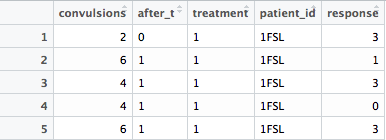 convulsions after_t treatment patient_id response
1 2 0 1 1FSL 3
2 6 1 1 1FSL 1
3 4 1 1 1FSL 3
4 4 1 1 1FSL 0
5 6 1 1 1FSL 3